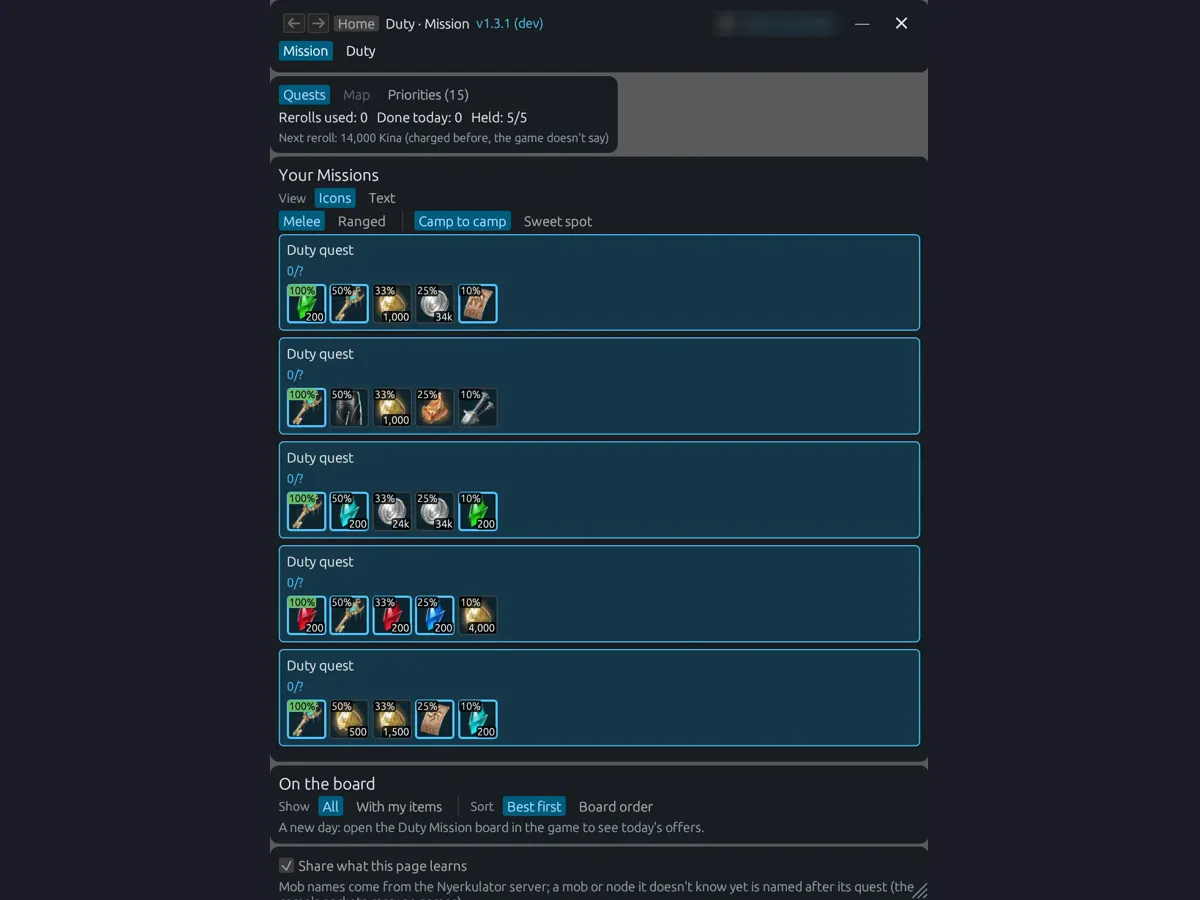 Home Duty · Mission v1.3.1 (dev)
Mission Duty
Quests Map Priorities (15)
Rerolls used: 0 Done today: 0 Held: 5/5
Next reroll: 14,000 Kina (charged before, the game doesn't say)
Your Missions
View Icons Text
Melee Ranged Camp to camp Sweet spot
Duty quest
0/?
100% 50% 33% 25% 10%
200 1,000 34k
Duty quest
0/?
100% 50% 33% 25% 10%
1,000
Duty quest
0/?
100% 50% 33% 25% 10%
200 24k 34k 200
Duty quest
0/?
100% 50% 33% 25% 10%
200 200 200 4,000
Duty quest
0/?
100% 50% 33% 25% 10%
500 1,500 200
On the board
Show All With my items Sort Best first Board order
A new day: open the Duty Mission board in the game to see today's offers.
Share what this page learns
Mob names come from the Nyerkulator server; a mob or node it doesn't know yet is named after its quest (the